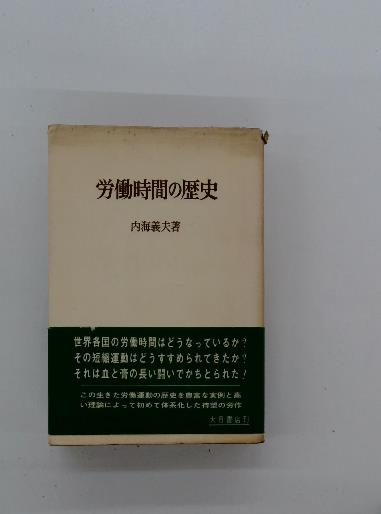 労働時間の歴史
内海義夫著
世界各国の労働時間はどうなっているか?
その短縮運動はどうすすめられてきたか?
それは血と膏の長い闘いでかちとられた!
この生きた労働運動の歴史を豊富な実例と高
い理論によって初めて体系化した待望の労作
大月書店刊